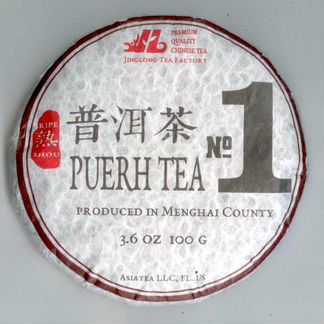 PREMIUM
QUALITY
CHINESE TEA
JINGLONG TEA FACTORY
普洱茶
№ 1
RIPE
熟
SHOU
PUERH TEA
PRODUCED IN MENGHAI COUNTY
3.6 OZ 100 G
ASIATEA LLC, FL. US